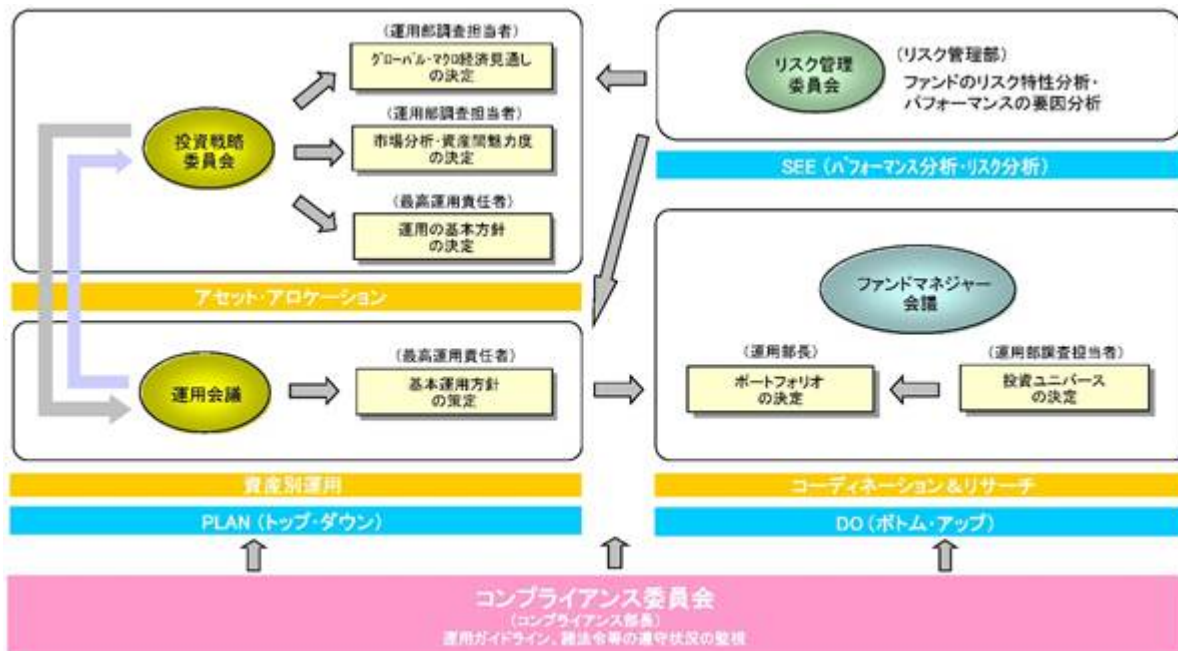 (運用部調査担当者)
グローバル・マクロ経済見通し
の決定
(運用部調査担当者)
市場分析・資産間魅力度
の決定
(最高運用責任者)
運用の基本方針
の決定
投資戦略
委員会
アセット・アロケーション
運用会議
(最高運用責任者)
基本運用方針
の策定
資産別運用
PLAN (トップ・ダウン)
リスク管理
委員会
(リスク管理部)
ファンドのリスク特性分析・
パフォーマンスの要因分析
SEE (パフォーマンス分析・リスク分析)
ファンドマネジャー
会議
(運用部長)
ポートフォリオ
の決定
(運用部調査担当者)
投資ユニバース
の決定
コーディネーション&リサーチ
DO (ボトム・アップ)
コンプライアンス委員会
(コンプライアンス部長)
運用ガイドライン、諸法令等の遵守状況の監視